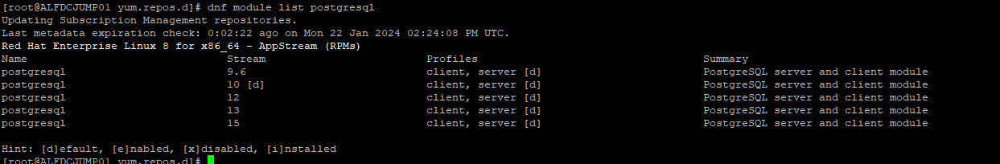 [root@ALFDCJUMP01 yum.repos.d]# dnf module list postgresql
Updating Subscription Management repositories.
Last metadata expiration check: 0:02:22 ago on Mon 22 Jan 2024 02:24:08 PM UTC.
Red Hat Enterprise Linux 8 for x86_64 - AppStream (RPMs)
Name Stream Profiles Summary
postgresql 9.6 client, server [d] PostgreSQL server and client module
postgresql 10 [d] client, server [d] PostgreSQL server and client module
postgresql 12 client, server [d] PostgreSQL server and client module
postgresql 13 client, server [d] PostgreSQL server and client module
postgresql 15 client, server [d] PostgreSQL server and client module
Hint: [d]efault, [e]nabled, [x]disabled, [i]nstalled
[root@ALFDCJUMP01 yum.repos.d]#